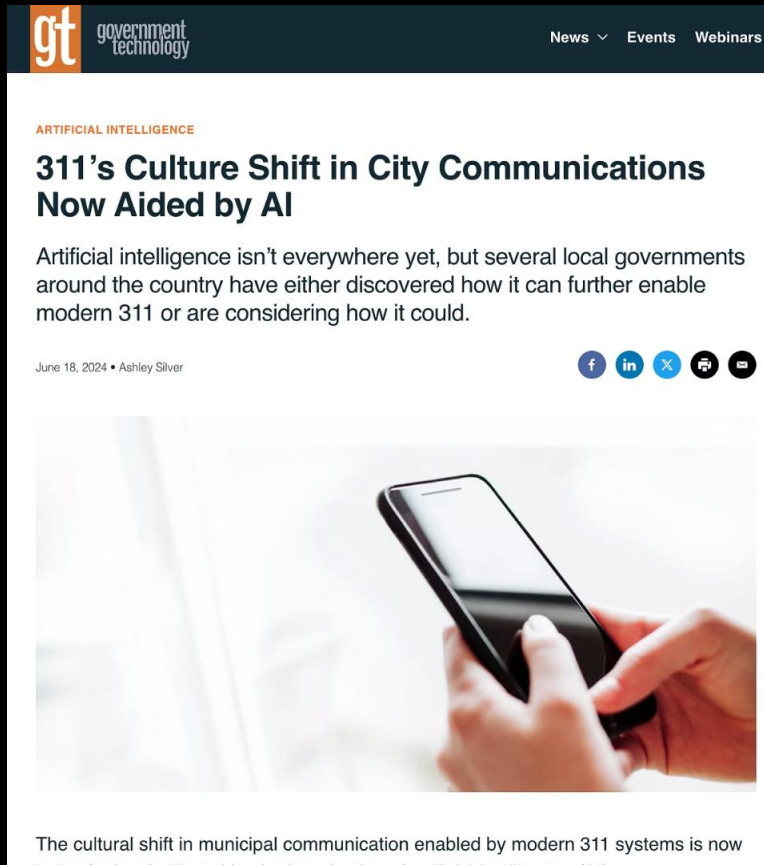 gt government technology
News Events Webinars
ARTIFICIAL INTELLIGENCE
311’s Culture Shift in City Communications
Now Aided by AI
Artificial intelligence isn’t everywhere yet, but several local governments
around the country have either discovered how it can further enable
modern 311 or are considering how it could.
June 18, 2024 • Ashley Silver
The cultural shift in municipal communication enabled by modern 311 systems is now